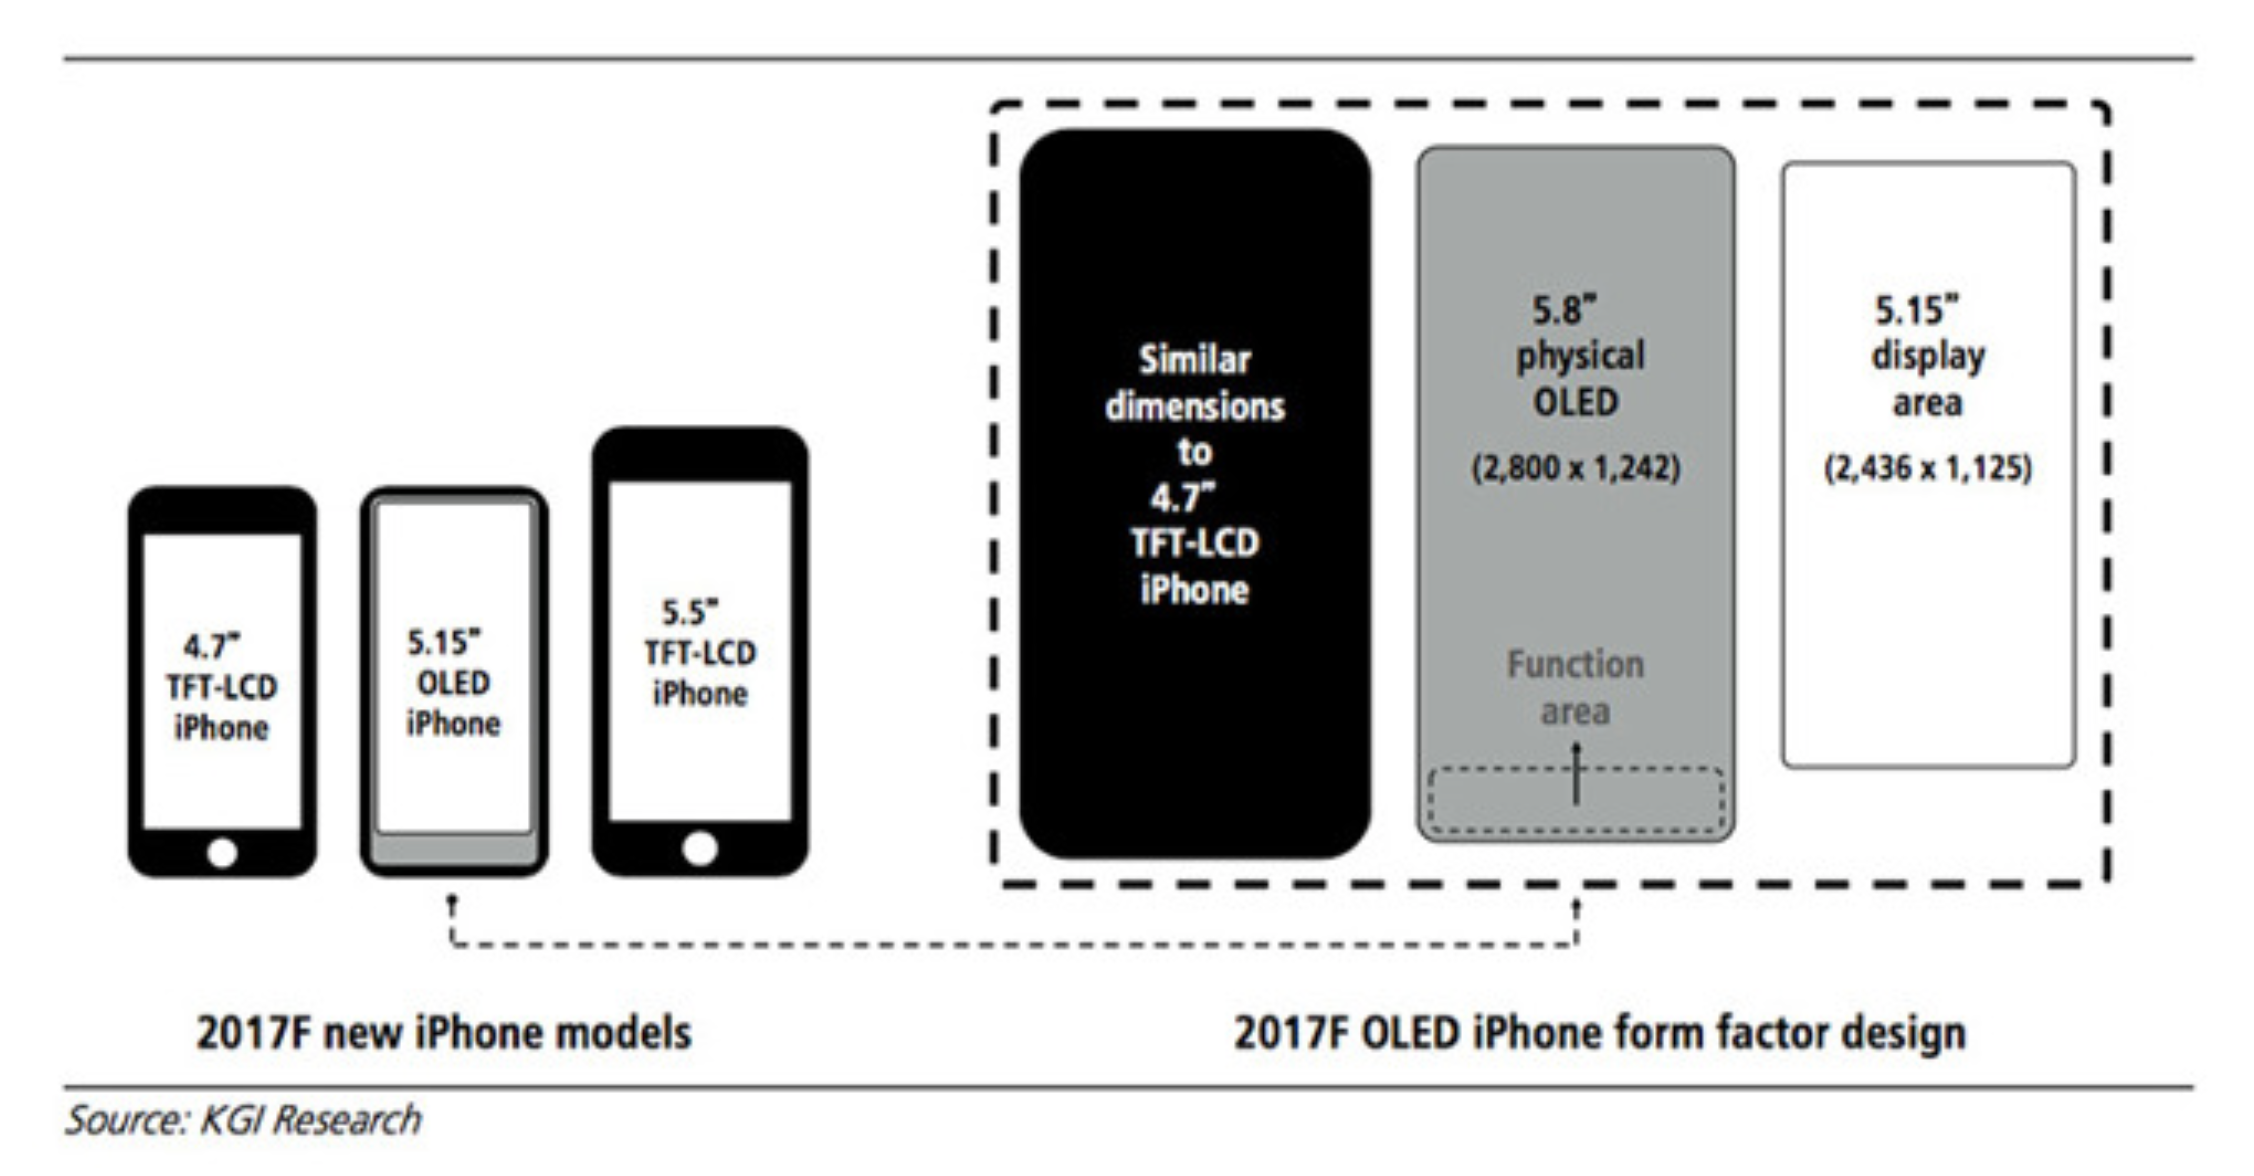 4.7”
TFT-LCD
iPhone
5.15”
OLED
iPhone
5.5”
TFT-LCD
iPhone
Similar
dimensions
to
4.7”
TFT-LCD
iPhone
5.8”
physical
OLED
(2,800 x 1,242)
Function
area
5.15”
display
area
(2,436 x 1,125)
2017F new iPhone models
2017F OLED iPhone form factor design
Source: KGI Research